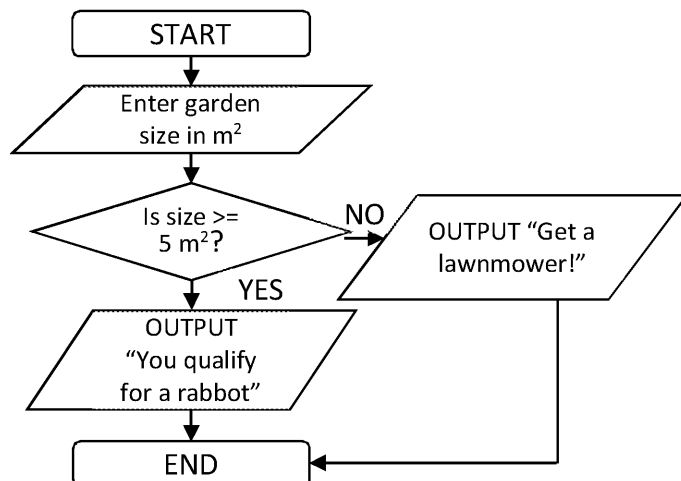 START
Enter garden
size in m²
Is size >=
5 m²?
NO
OUTPUT “Get a
lawnmower!”
YES
OUTPUT
“You qualify
for a rabbot”
END